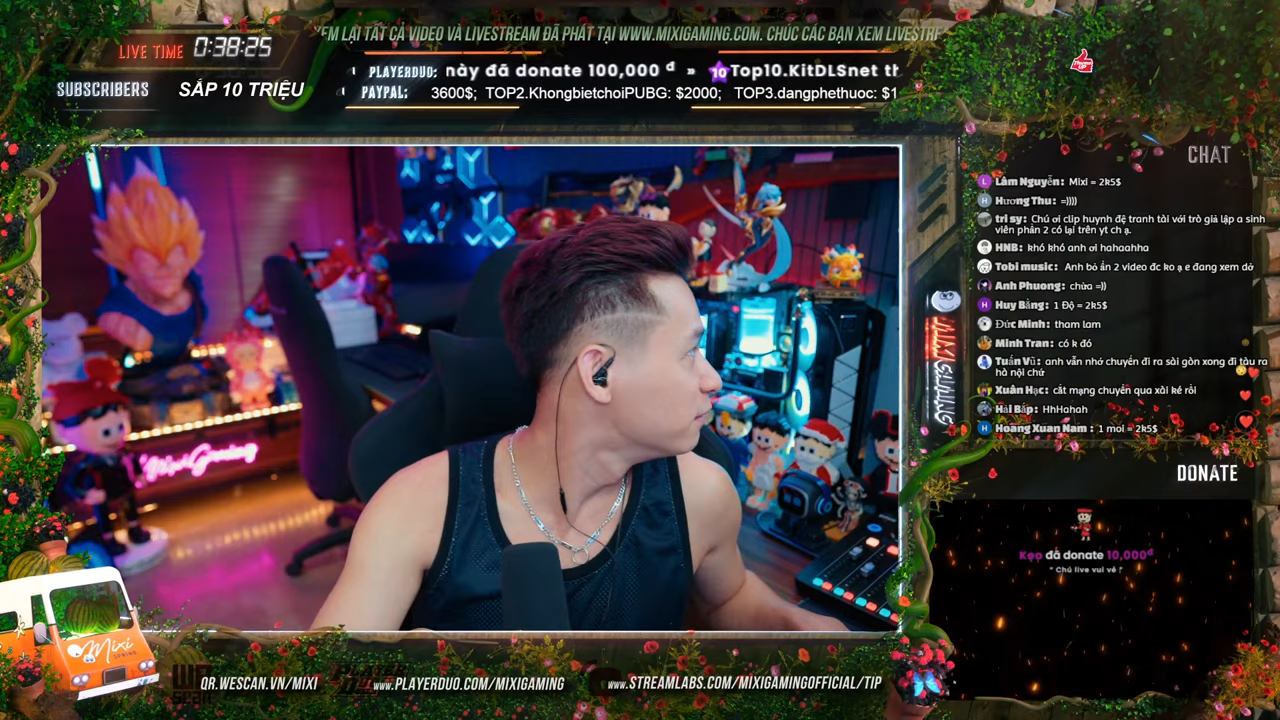 EM LẠI TẤT CẢ VIDEO VÀ LIVESTREAM ĐÃ PHÁT TẠI WWW.MIXIGAMING.COM. CHÚC CÁC BẠN XEM LIVESTRE
LIVE TIME 0:38:25
PLAYERDUO: này đã donate 100,000 đ » 10 Top10.KitDLSnet th
SUBSCRIBERS SẮP 10 TRIỆU
PAYPAL: 3600$; TOP2.KhongbietchoiPUBG: $2000; TOP3.dangphethuoc: $1
CHAT
L Lâm Nguyễn: Mixi = 2k5$
H Hương Thu: =))))
tri sy: Chú ơi clip huynh đệ tranh tài với trò giả lập a sinh
viên phần 2 có lại trên yt ch ạ.
HNB: khó khó anh ơi hahaahha
Tobi music: Anh bỏ ẩn 2 video đc ko ạ e đang xem dở
Anh Phuong: chừa =))
H Huy Bằng: 1 Độ = 2k5$
Đức Minh: tham lam
Minh Tran: có k đó
Tuấn Vũ: anh vẫn nhớ chuyến đi ra sài gòn xong đi tàu ra
hà nội chứ
Xuân Hạc: cắt mạng chuyển qua xài ké rồi
Hải Bấp: HhHahah
H Hoang Xuan Nam: 1 moi = 2k5$
MIXIGAMING
MixiGaming
DONATE
Kẹo đã donate 10,000đ
" Chú live vui vẻ !"
Mixi
QR.WESCAN.VN/MIXI
WWW.PLAYERDUO.COM/MIXIGAMING
WWW.STREAMLABS.COM/MIXIGAMINGOFFICIAL/TIP